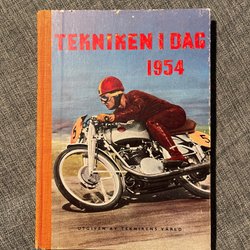 TEKNIKEN I DAG
1954
UTGIVEN AV TEKNIKENS VÄRLD